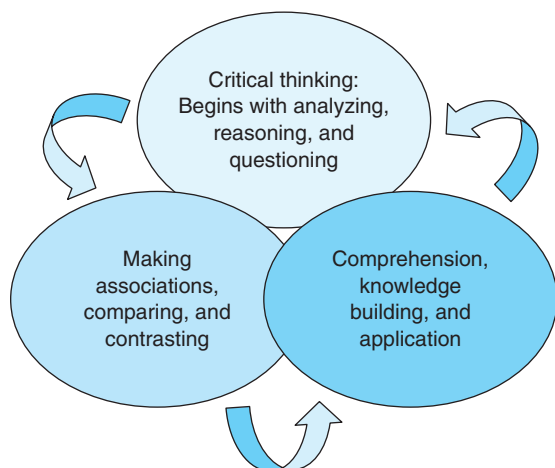 Critical thinking:
Begins with analyzing,
reasoning, and
questioning
Making
associations,
comparing, and
contrasting
Comprehension,
knowledge
building, and
application